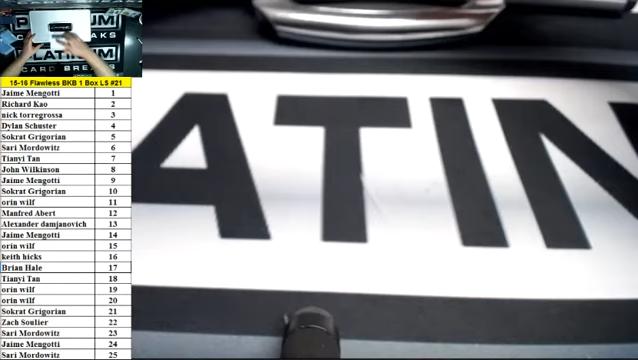 PLATINUM
CARD BREAKS
15-16 Flawless BKB 1 Box LS #21
Jaime Mengotti 1
Richard Kao 2
nick torregrossa 3
Dylan Schuster 4
Sokrat Grigorian 5
Sari Mordowitz 6
Tianyi Tan 7
John Wilkinson 8
Jaime Mengotti 9
Sokrat Grigorian 10
orin wilf 11
Manfred Abert 12
Alexander damjanovich 13
Jaime Mengotti 14
orin wilf 15
keith hicks 16
Brian Hale 17
Tianyi Tan 18
orin wilf 19
orin wilf 20
Sokrat Grigorian 21
Zach Soulier 22
Sari Mordowitz 23
Jaime Mengotti 24
Sari Mordowitz 25
ATIN